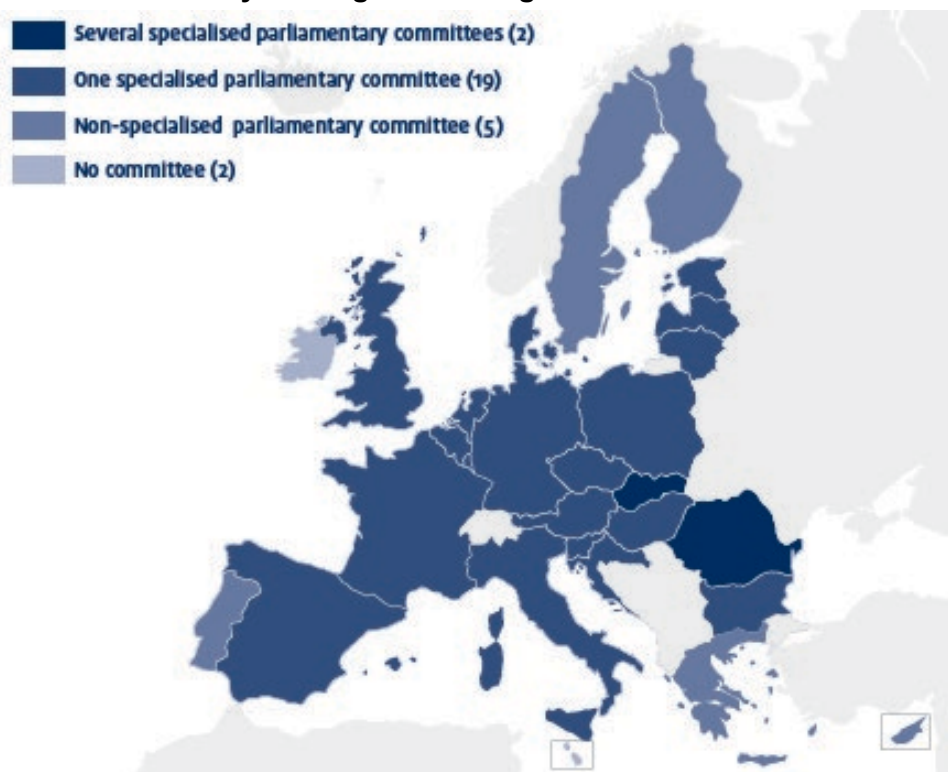 Several specialised parliamentary committees (2)
One specialised parliamentary committee (19)
Non-specialised parliamentary committee (5)
No committee (2)